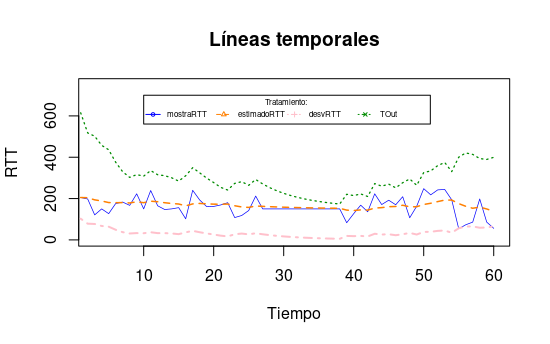 Líneas temporales
Tratamiento:
mostraRTT estimadoRTT desvRTT TOut
RTT
0 200 400 600
10 20 30 40 50 60
Tiempo